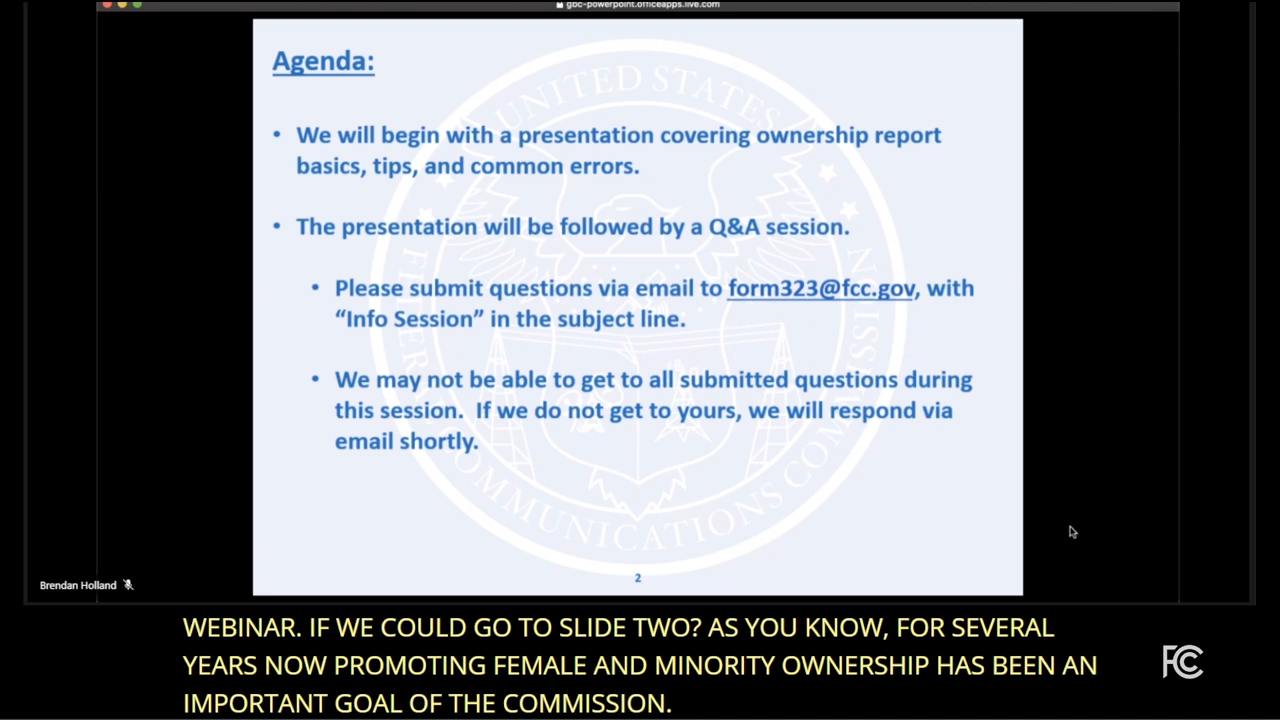 gbc-powerpoint.officeapps.live.com
Agenda:
• We will begin with a presentation covering ownership report
basics, tips, and common errors.
• The presentation will be followed by a Q&A session.
• Please submit questions via email to form323@fcc.gov, with
“Info Session” in the subject line.
• We may not be able to get to all submitted questions during
this session.  If we do not get to yours, we will respond via
email shortly.
UNITED STATES
FEDERAL COMMUNICATIONS COMMISSION
2
Brendan Holland
WEBINAR. IF WE COULD GO TO SLIDE TWO? AS YOU KNOW, FOR SEVERAL
YEARS NOW PROMOTING FEMALE AND MINORITY OWNERSHIP HAS BEEN AN
IMPORTANT GOAL OF THE COMMISSION.
FCC